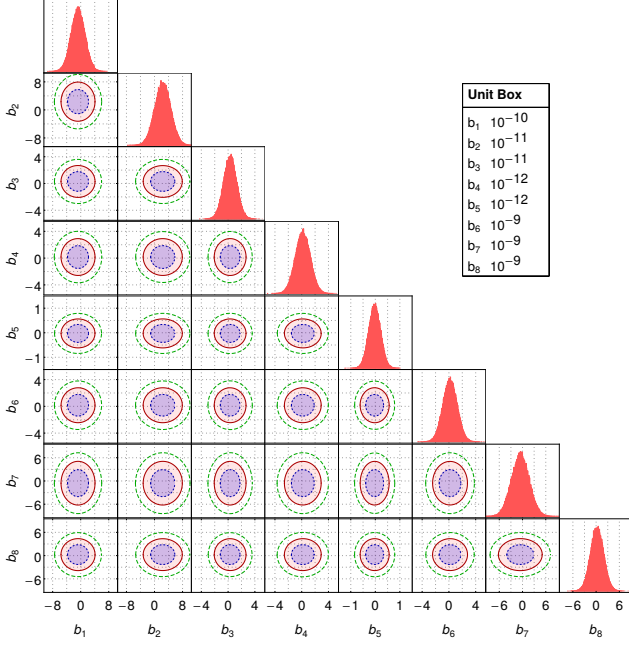 8
0
−8
b2
Unit Box
b1 10−10
b2 10−11
b3 10−11
b4 10−12
b5 10−12
b6 10−9
b7 10−9
b8 10−9
4
0
−4
b3
4
0
−4
b4
1
0
−1
b5
4
0
−4
b6
6
0
−6
b7
6
0
−6
b8
−8 0 8 −8 0 8 −4 0 4 −4 0 4 −1 0 1 −4 0 4 −6 0 6 −6 0 6
b1 b2 b3 b4 b5 b6 b7 b8